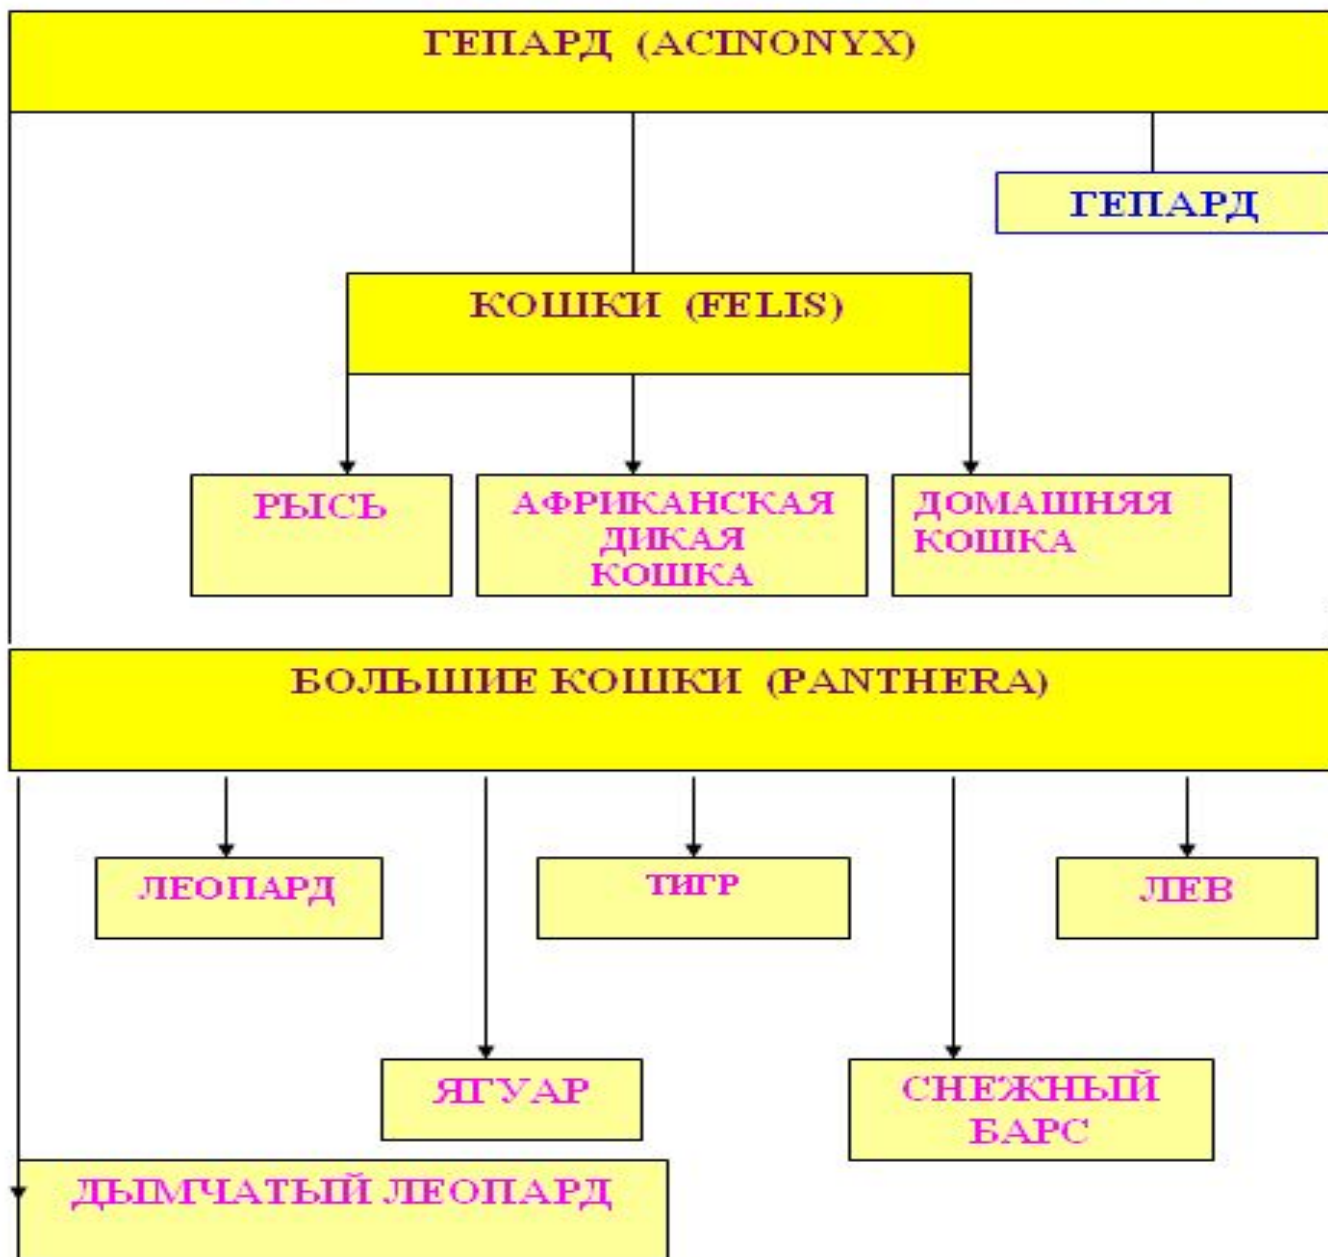 ГЕПАРД (ACINONYX)
ГЕПАРД
КОШКИ (FELIS)
РЫСЬ
АФРИКАНСКАЯ
ДИКАЯ
КОШКА
ДОМАШНЯЯ
КОШКА
БОЛЬШИЕ КОШКИ (PANTHERA)
ЛЕОПАРД
ТИГР
ЛЕВ
ЯГУАР
СНЕЖНЫЙ
БАРС
ДЫМЧАТЫЙ ЛЕОПАРД